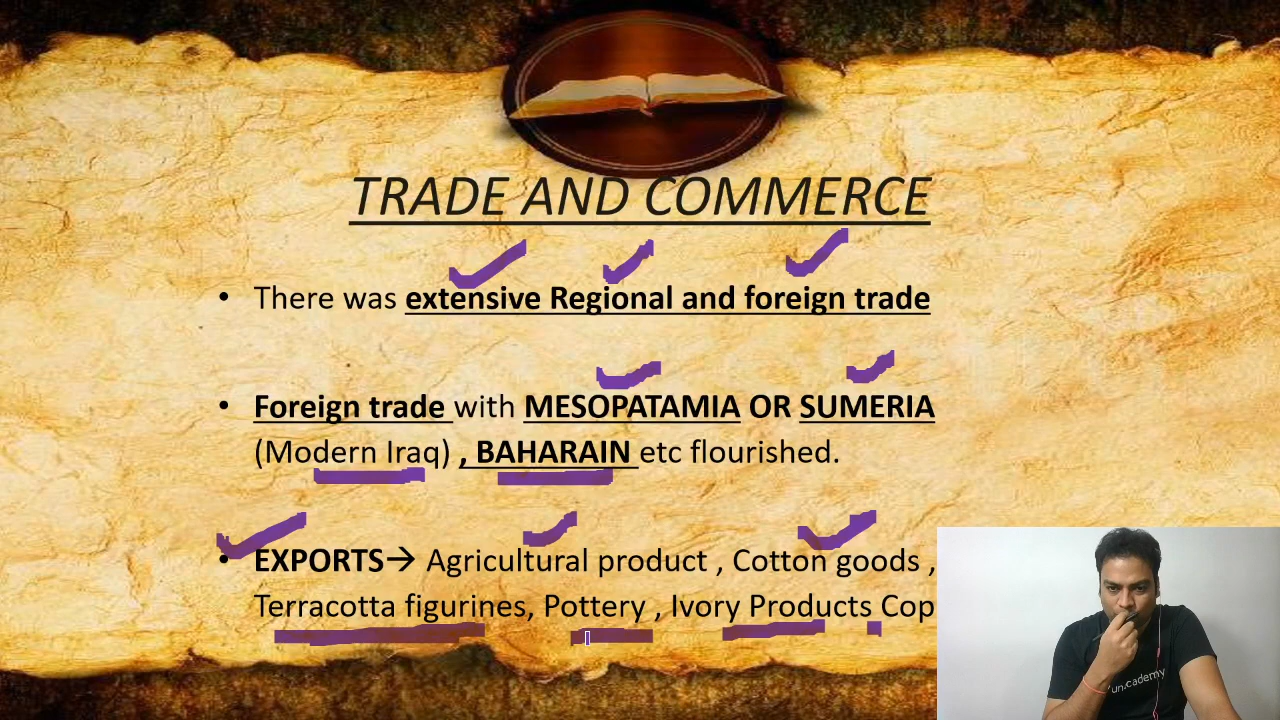 TRADE AND COMMERCE
• There was extensive Regional and foreign trade
• Foreign trade with MESOPATAMIA OR SUMERIA
(Modern Iraq) , BAHARAIN etc flourished.
• EXPORTS→ Agricultural product , Cotton goods ,
Terracotta figurines, Pottery , Ivory Products Cop
unacademy